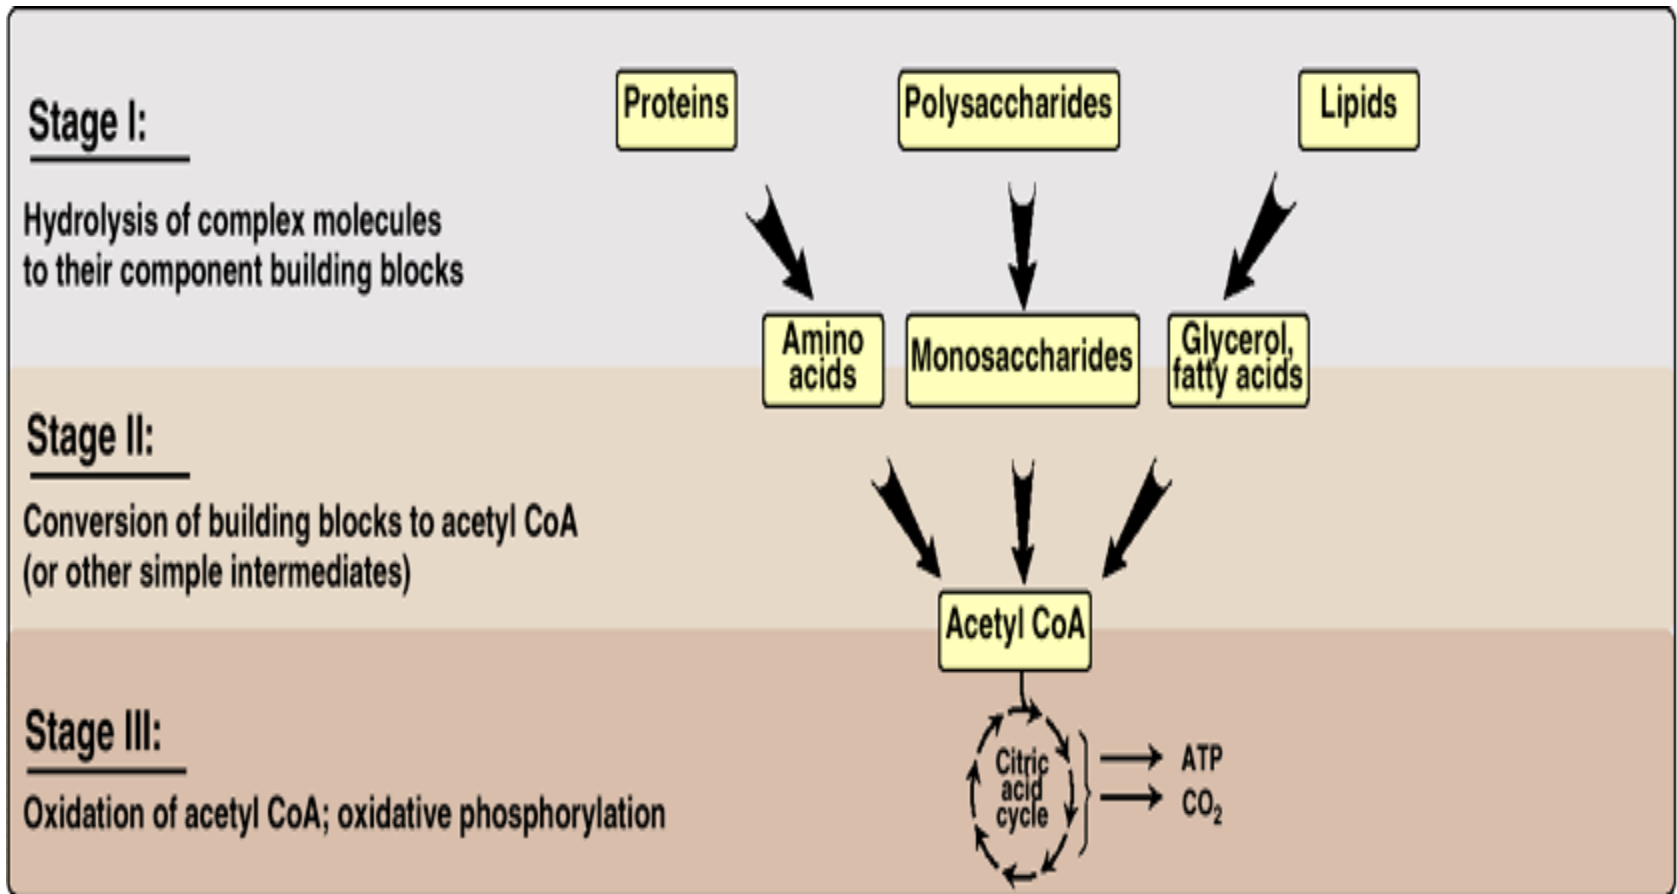 Stage I:
Hydrolysis of complex molecules
to their component building blocks
Proteins
Polysaccharides
Lipids
Amino
acids
Monosaccharides
Glycerol,
fatty acids
Stage II:
Conversion of building blocks to acetyl CoA
(or other simple intermediates)
Acetyl CoA
Stage III:
Oxidation of acetyl CoA; oxidative phosphorylation
Citric
acid
cycle
ATP
CO₂